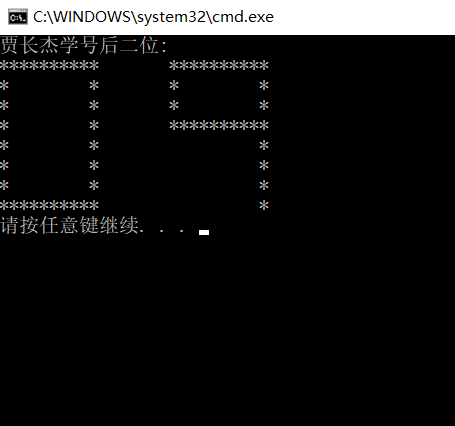 C:\WINDOWS\system32\cmd.exe
贾长杰学号后二位:
**********       **********
*        *       *        *
*        *       *        *
*        *       **********
*        *                *
*        *                *
*        *                *
**********                *
请按任意键继续. . .